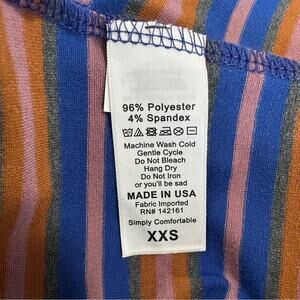 96% Polyester
4% Spandex
Machine Wash Cold
Gentle Cycle
Do Not Bleach
Hang Dry
Do Not Iron
or you'll be sad
MADE IN USA
Fabric Imported
RN# 142161
Simply Comfortable
XXS